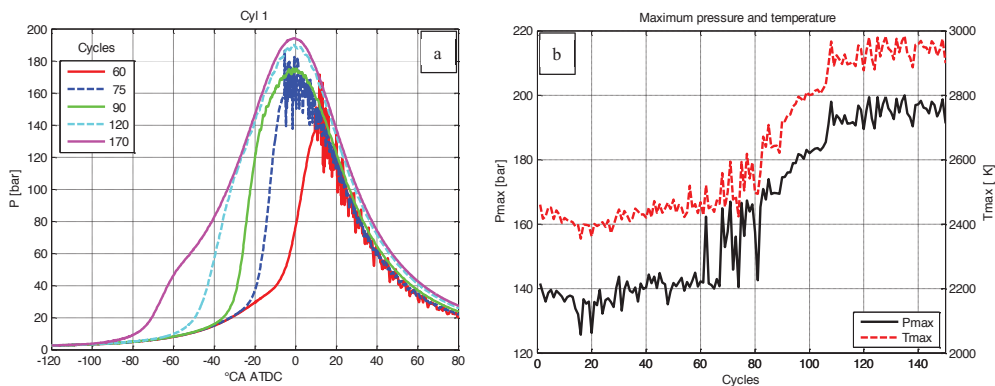 Cyl 1
a
Cycles
60
75
90
120
170
200
180
160
140
120
100
80
60
40
20
0
P [bar]
-120 -100 -80 -60 -40 -20 0 20 40 60 80
°CA ATDC
Maximum pressure and temperature
b
220
200
180
160
140
120
Pmax [bar]
3000
2800
2600
2400
2200
2000
Tmax [ K]
Pmax
Tmax
0 20 40 60 80 100 120 140
Cycles